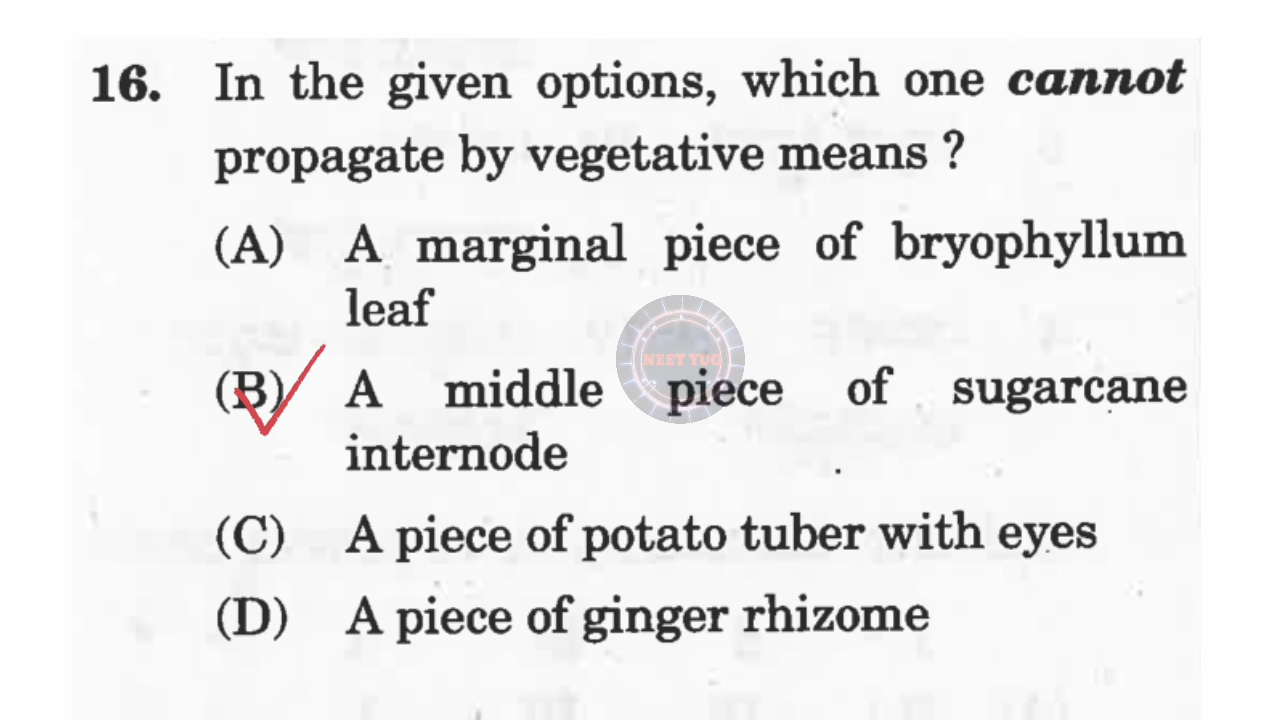 16. In the given options, which one cannot
propagate by vegetative means ?
(A) A marginal piece of bryophyllum
leaf
NEET YUG
(B) A middle piece of sugarcane
internode
(C) A piece of potato tuber with eyes
(D) A piece of ginger rhizome